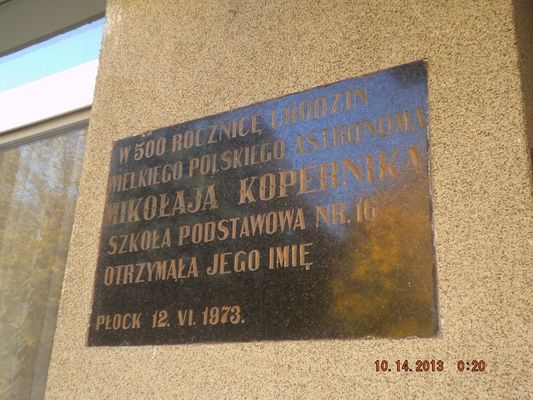 W 500 ROCZNICĘ URODZIN
WIELKIEGO POLSKIEGO ASTRONOMA
MIKOŁAJA KOPERNIKA
SZKOŁA PODSTAWOWA NR. 16
OTRZYMAŁA JEGO IMIĘ
PŁOCK 12. VI. 1973.
10.14.2013 0:20